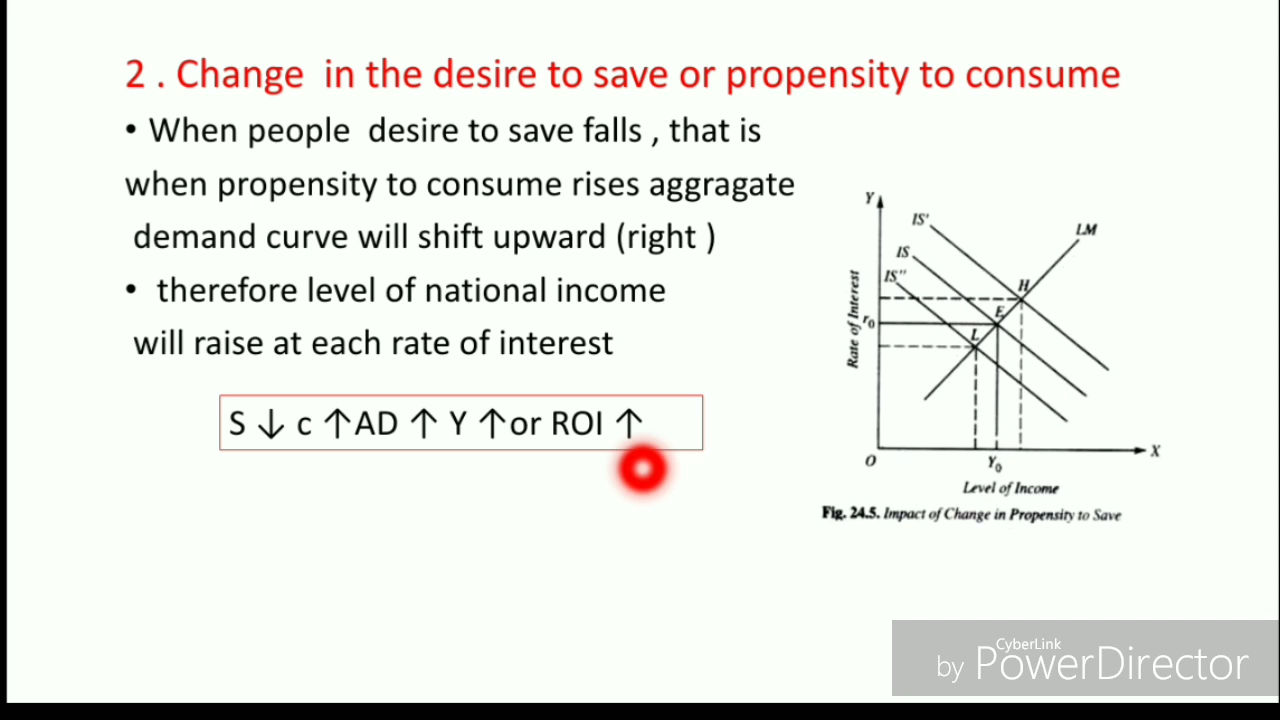 2 . Change in the desire to save or propensity to consume
• When people desire to save falls , that is
when propensity to consume rises aggragate
demand curve will shift upward (right )
• therefore level of national income
will raise at each rate of interest
S ↓ c ↑AD ↑ Y ↑or ROI ↑
Y
IS'
LM
IS
IS"
H
E
r0
L
Rate of Interest
O
Y0
X
Level of Income
Fig. 24.5. Impact of Change in Propensity to Save
CyberLink
by PowerDirector